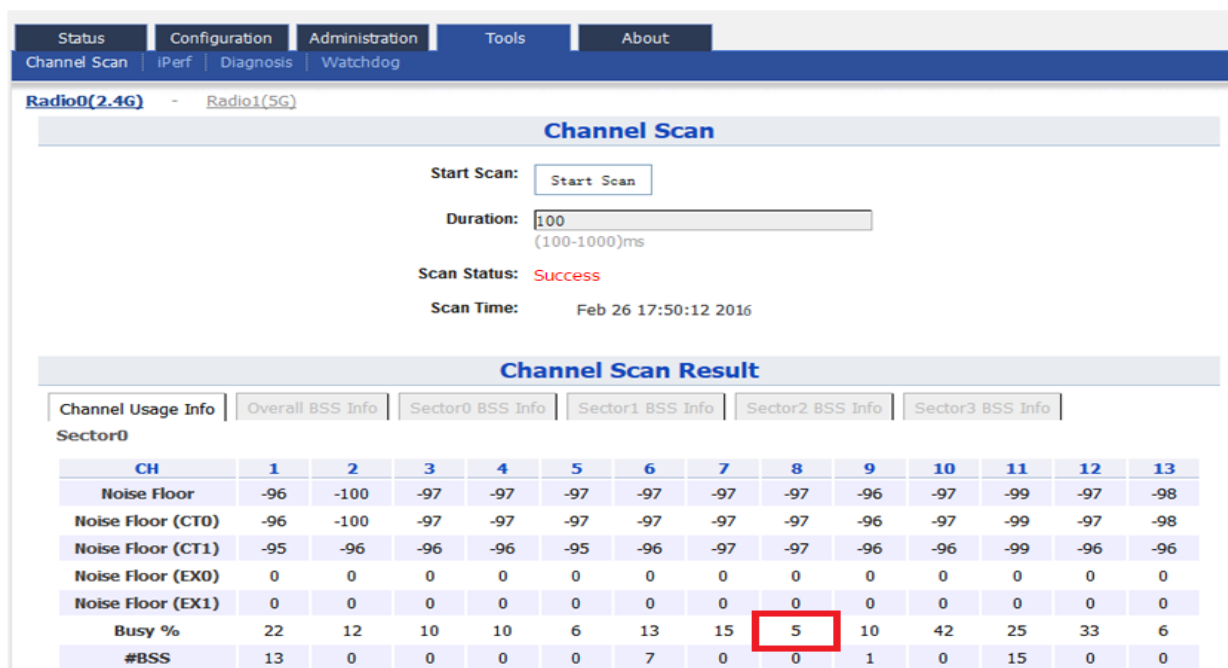 Status Configuration Administration Tools About
Channel Scan | iPerf | Diagnosis | Watchdog
Radio0(2.4G) - Radio1(5G)
Channel Scan
Start Scan: Start Scan
Duration: 100
(100-1000)ms
Scan Status: Success
Scan Time: Feb 26 17:50:12 2016
Channel Scan Result
Channel Usage Info Overall BSS Info Sector0 BSS Info Sector1 BSS Info Sector2 BSS Info Sector3 BSS Info
Sector0
CH 1 2 3 4 5 6 7 8 9 10 11 12 13
Noise Floor -96 -100 -97 -97 -97 -97 -97 -97 -96 -97 -99 -97 -98
Noise Floor (CT0) -96 -100 -97 -97 -97 -97 -97 -97 -96 -97 -99 -97 -98
Noise Floor (CT1) -95 -96 -96 -96 -95 -96 -97 -97 -96 -96 -99 -96 -96
Noise Floor (EX0) 0 0 0 0 0 0 0 0 0 0 0 0 0
Noise Floor (EX1) 0 0 0 0 0 0 0 0 0 0 0 0 0
Busy % 22 12 10 10 6 13 15 5 10 42 25 33 6
#BSS 13 0 0 0 0 7 0 0 1 0 15 0 0